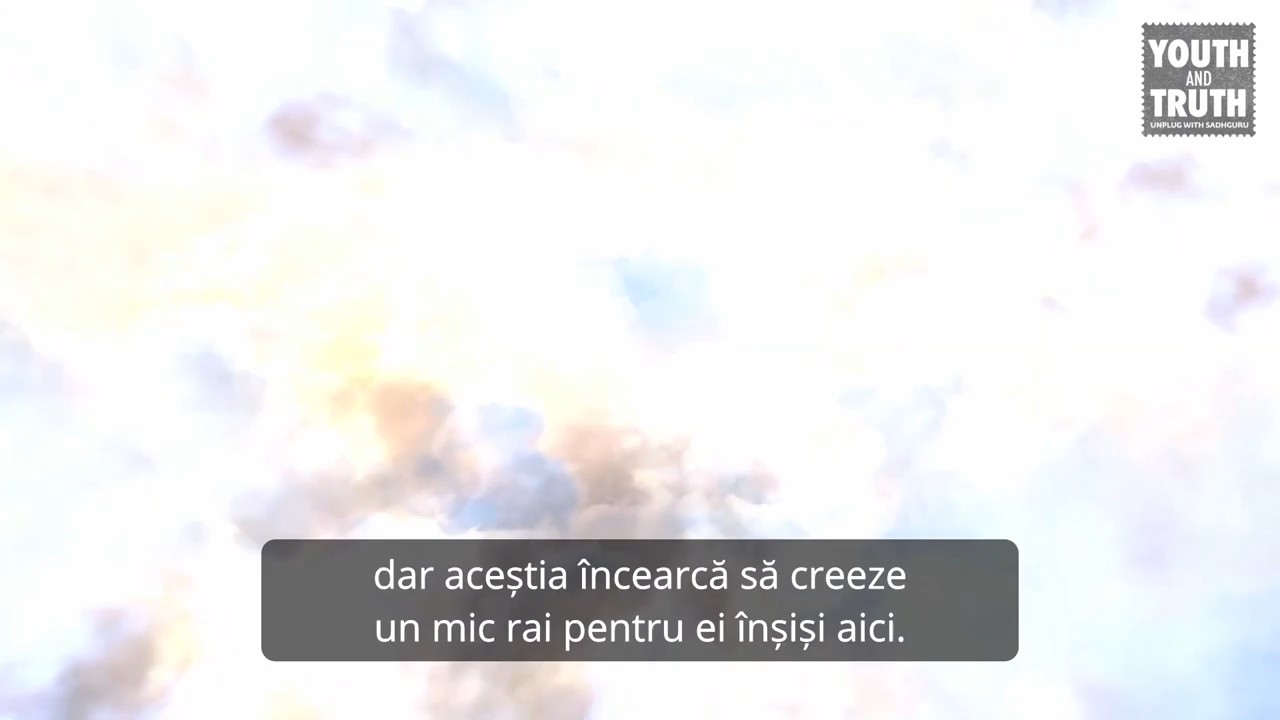 YOUTH
AND
TRUTH
UNPLUG WITH SADHGURU
dar aceștia încearcă să creeze
un mic rai pentru ei înșiși aici.